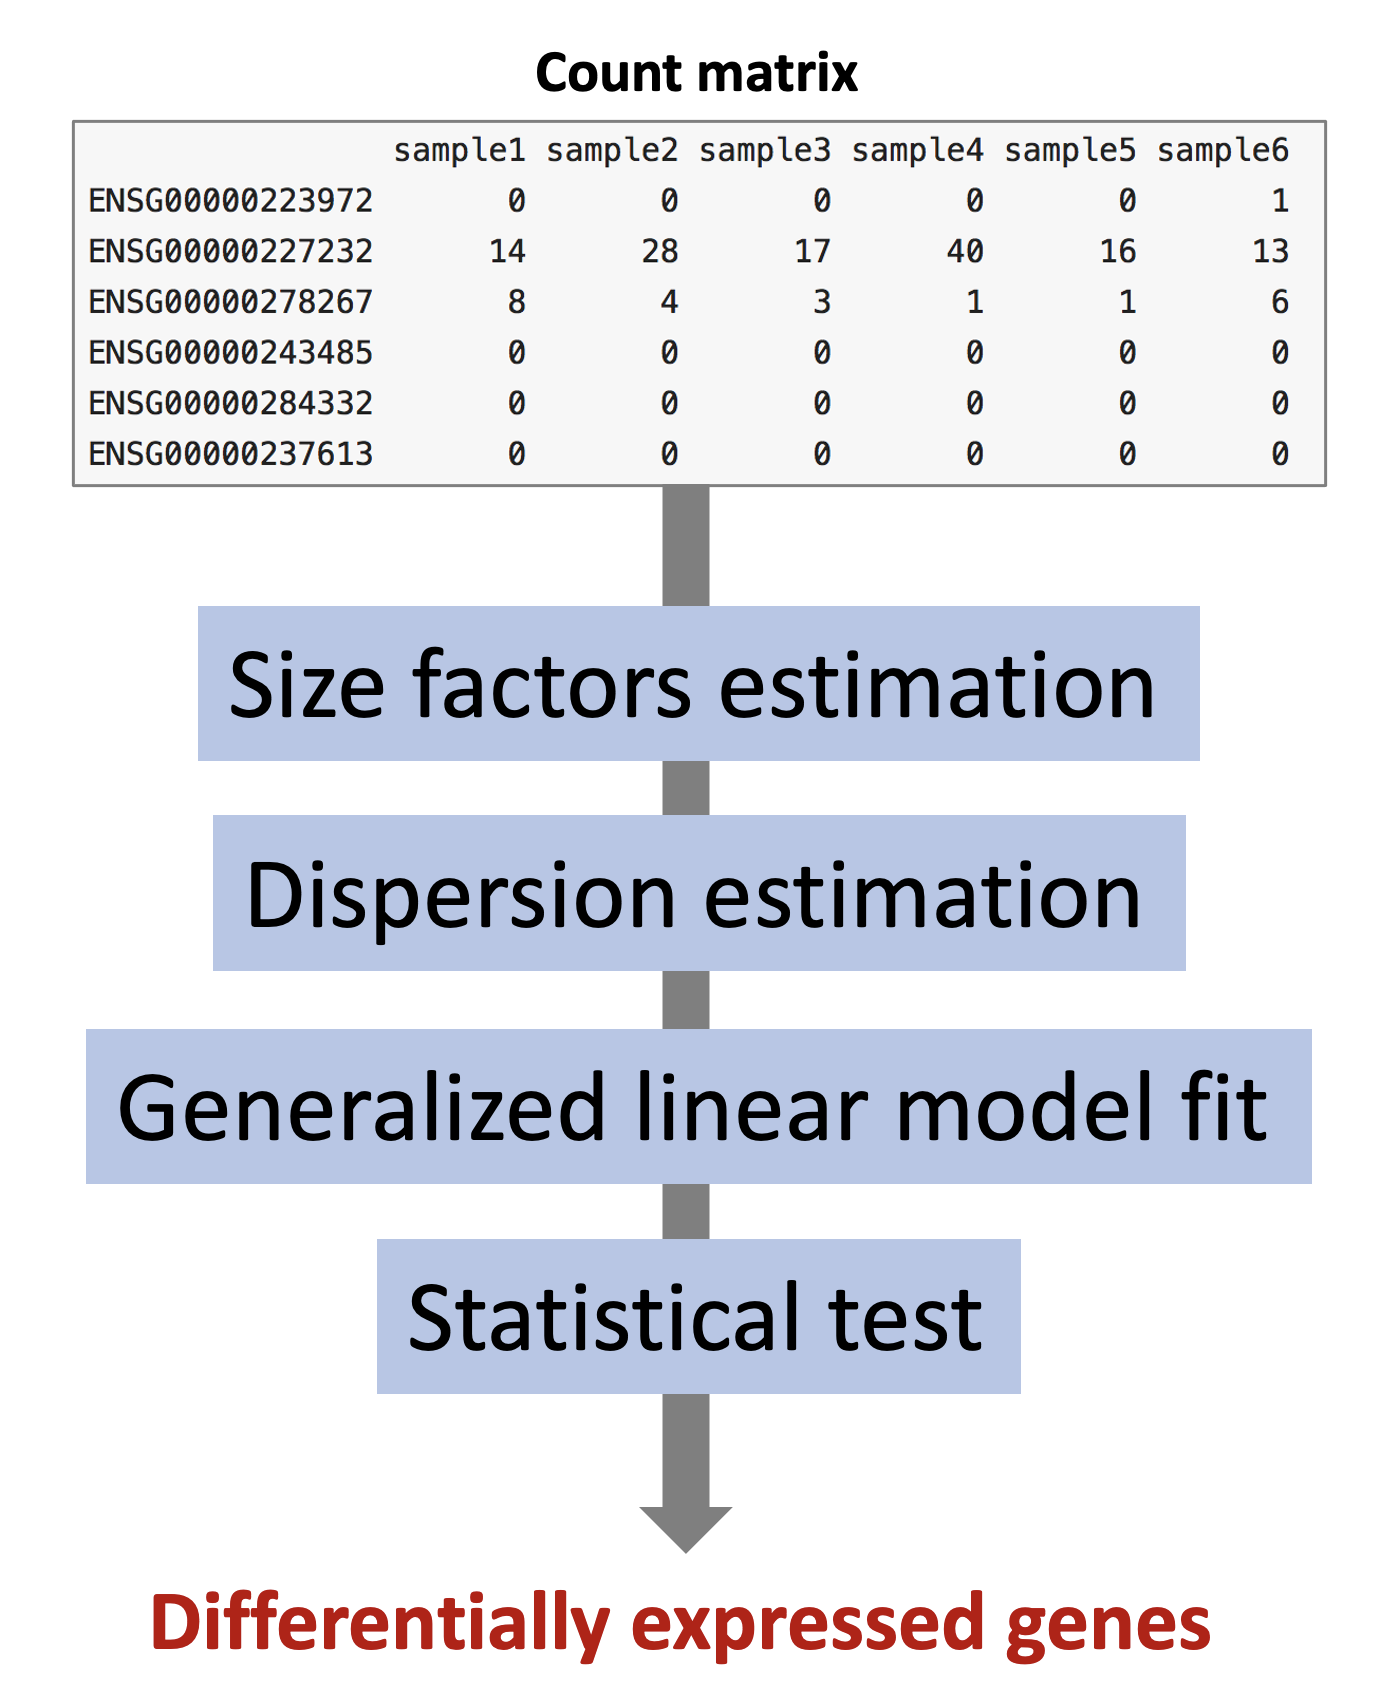 Count matrix
sample1 sample2 sample3 sample4 sample5 sample6
ENSG00000223972 0 0 0 0 0 1
ENSG00000227232 14 28 17 40 16 13
ENSG00000278267 8 4 3 1 1 6
ENSG00000243485 0 0 0 0 0 0
ENSG00000284332 0 0 0 0 0 0
ENSG00000237613 0 0 0 0 0 0
Size factors estimation
Dispersion estimation
Generalized linear model fit
Statistical test
Differentially expressed genes